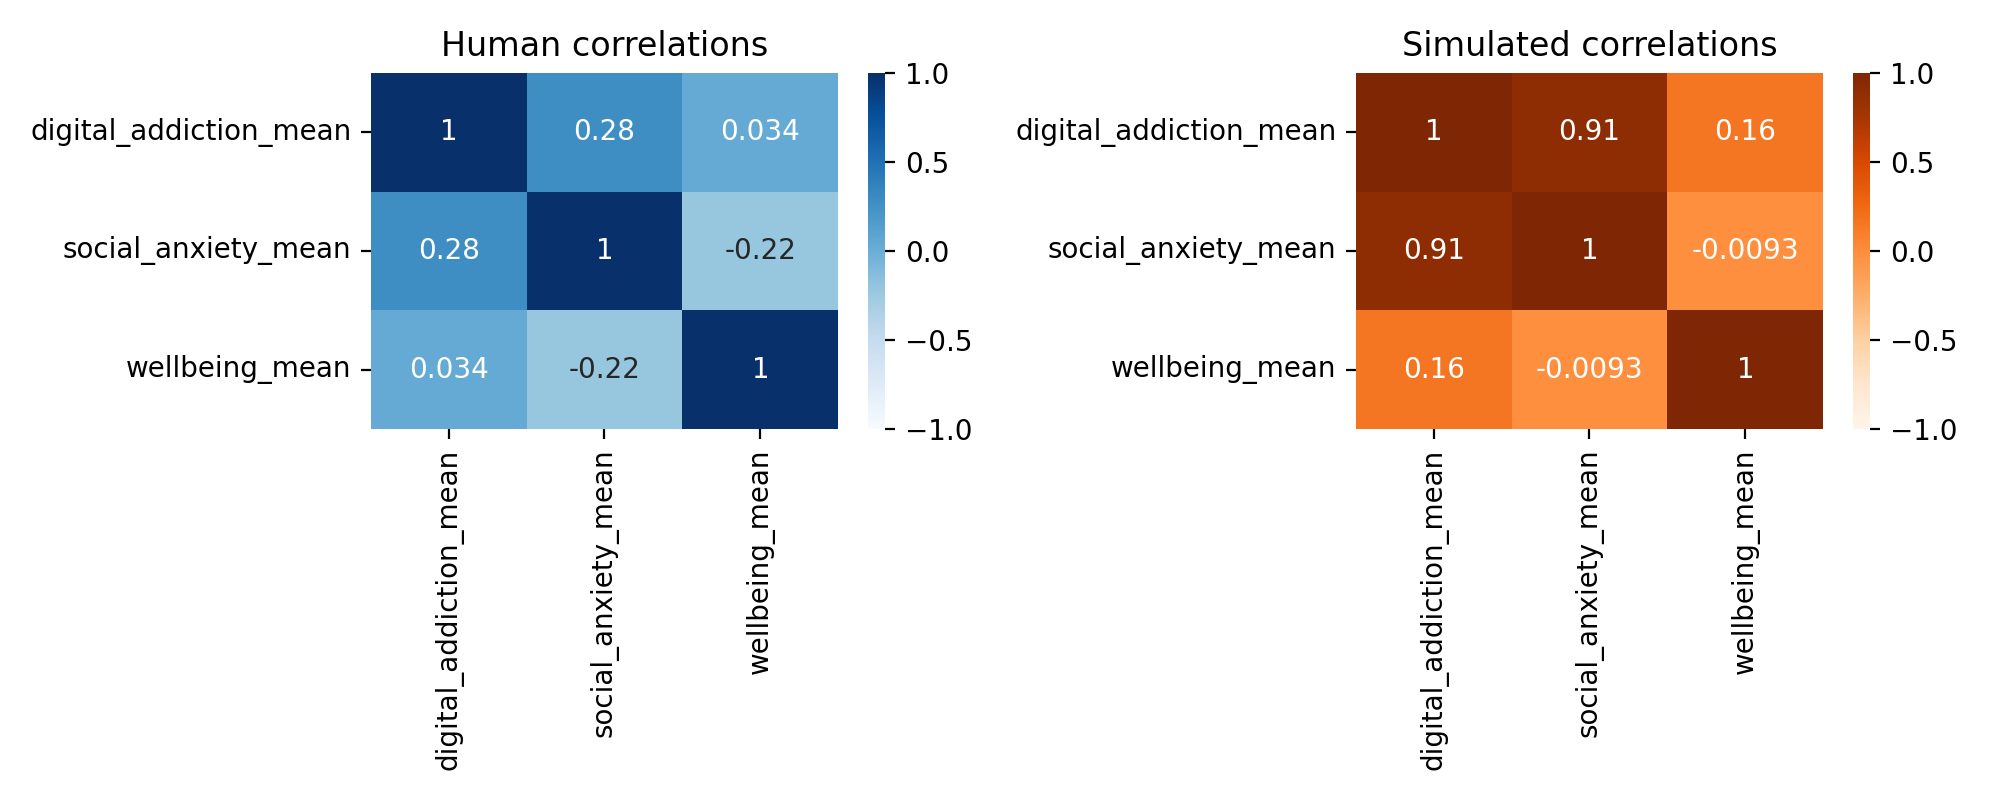 Human correlations
digital_addiction_mean
social_anxiety_mean
wellbeing_mean
1 0.28 0.034
0.28 1 -0.22
0.034 -0.22 1
1.0
0.5
0.0
−0.5
−1.0
digital_addiction_mean
social_anxiety_mean
wellbeing_mean
Simulated correlations
digital_addiction_mean
social_anxiety_mean
wellbeing_mean
1 0.91 0.16
0.91 1 -0.0093
0.16 -0.0093 1
1.0
0.5
0.0
−0.5
−1.0
digital_addiction_mean
social_anxiety_mean
wellbeing_mean